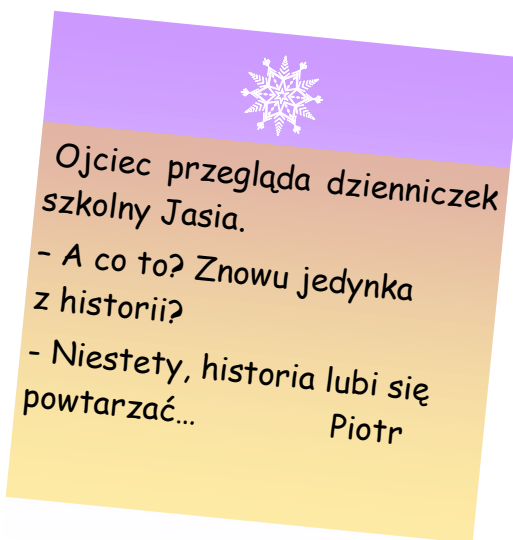 Ojciec przegląda dzienniczek
szkolny Jasia.
– A co to? Znowu jedynka
z historii?
- Niestety, historia lubi się
powtarzać... Piotr